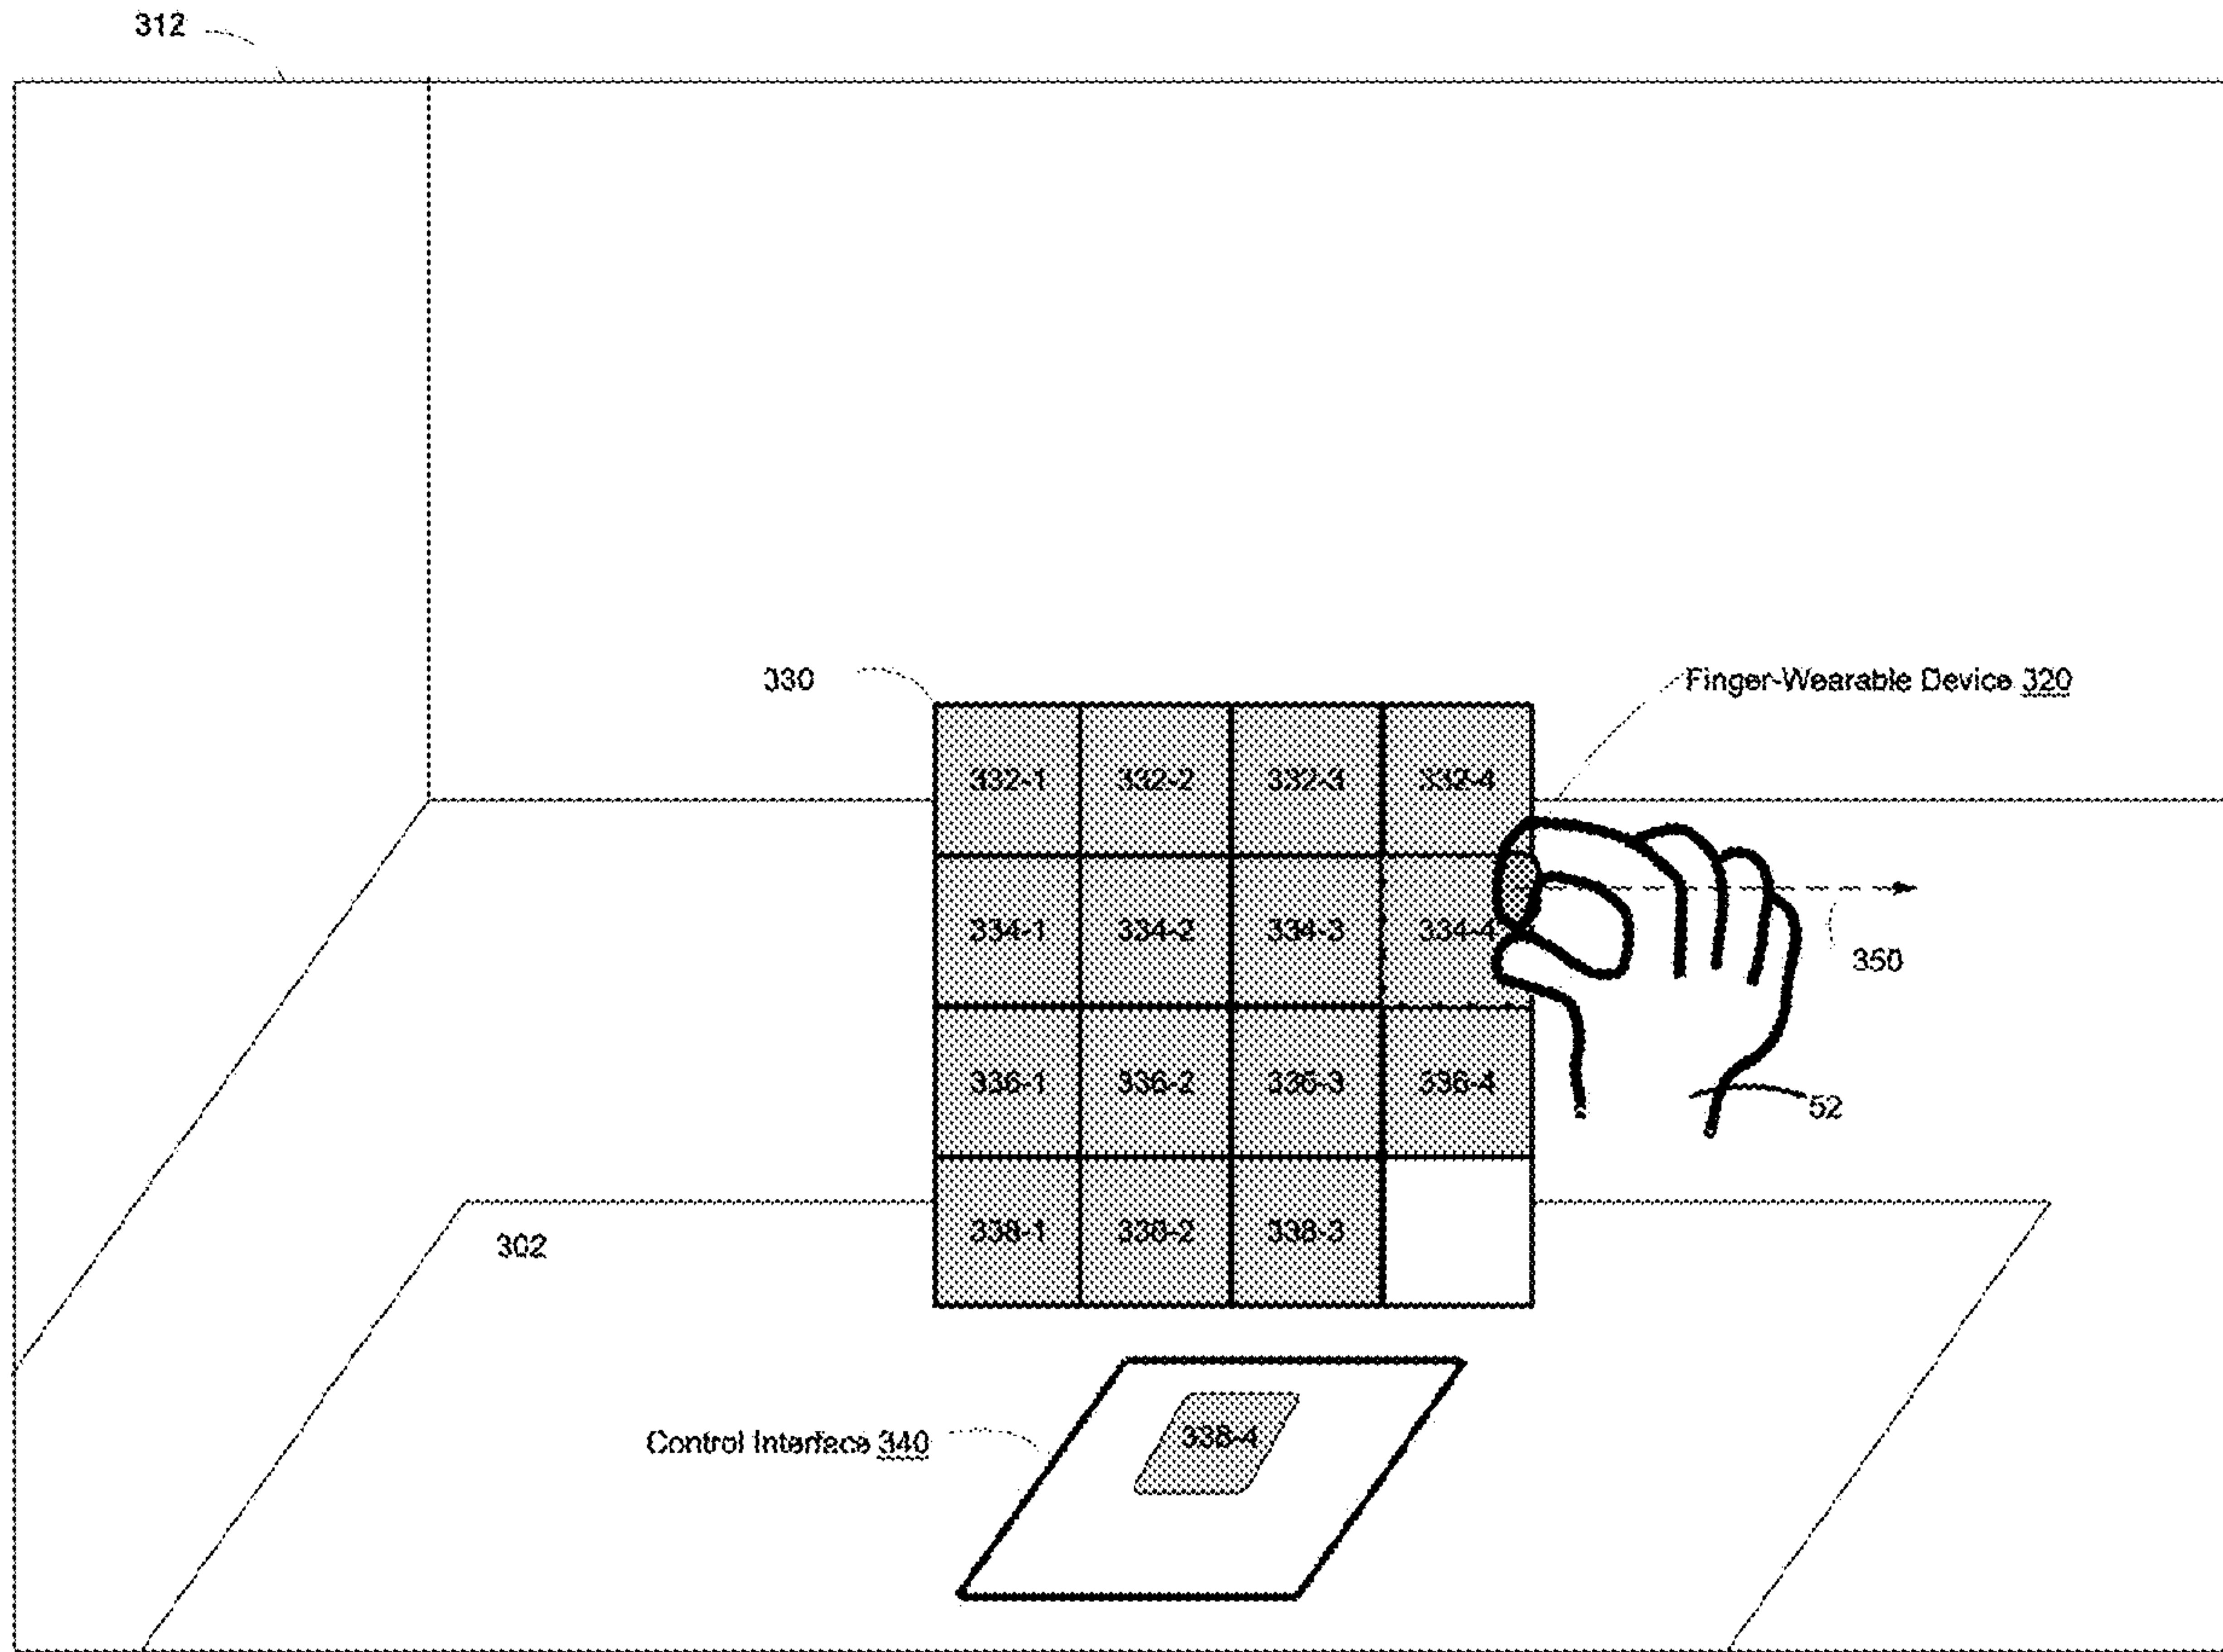 312
330
Finger-Wearable Device 320
332-1 332-2 332-3 332-4
334-1 334-2 334-3 334-4
350
336-1 336-2 336-3 336-4
52
338-1 338-2 338-3
302
Control Interface 340
338-4